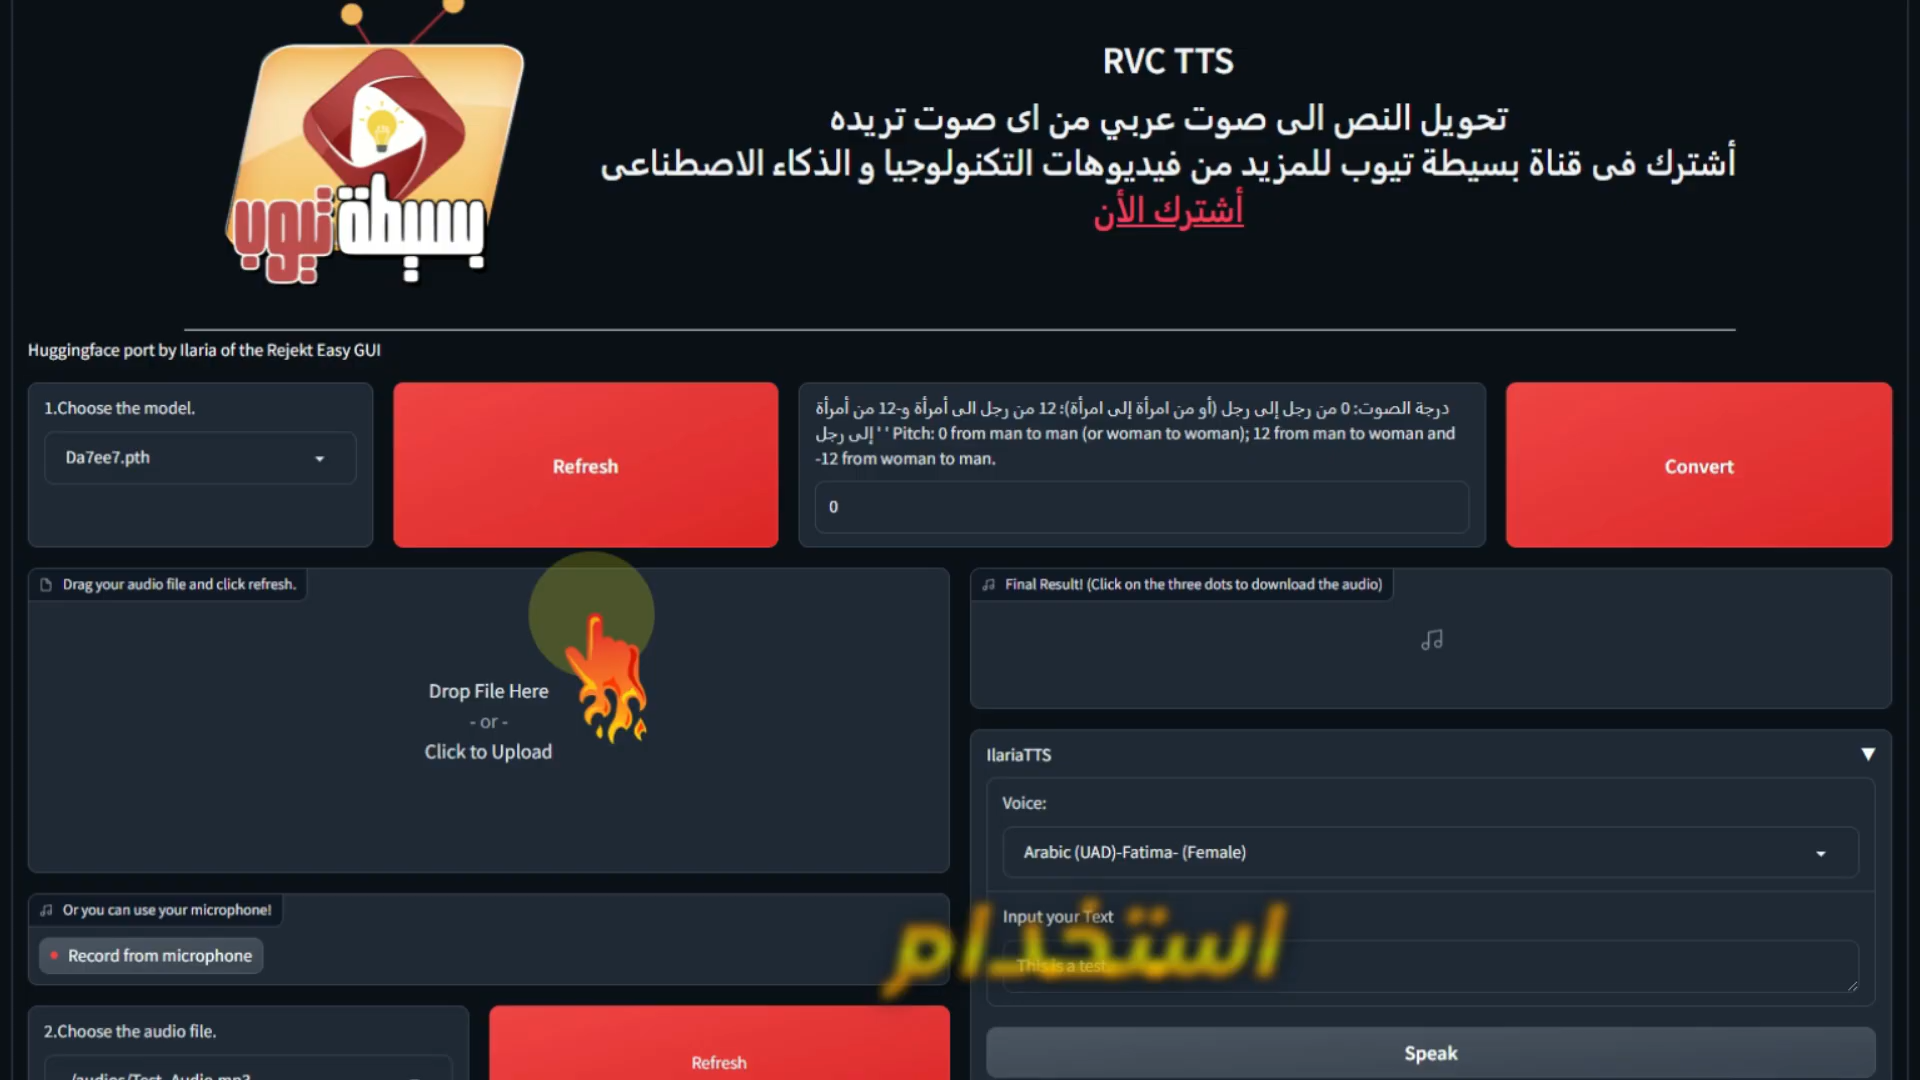 بسيطة تيوب
RVC TTS
تحويل النص الى صوت عربي من اى صوت تريده
أشترك فى قناة بسيطة تيوب للمزيد من فيديوهات التكنولوجيا و الذكاء الاصطناعى
أشترك الأن
Huggingface port by Ilaria of the Rejekt Easy GUI
1.Choose the model.
Da7ee7.pth
Refresh
درجة الصوت: 0 من رجل إلى رجل (أو من امرأة إلى امرأة)؛ 12 من رجل الى أمرأة و-12 من أمرأة
إلى رجل ' ' Pitch: 0 from man to man (or woman to woman); 12 from man to woman and
-12 from woman to man.
0
Convert
Drag your audio file and click refresh.
Drop File Here
- or -
Click to Upload
Final Result! (Click on the three dots to download the audio)
IlariaTTS
Voice:
Arabic (UAD)-Fatima- (Female)
Input your Text
This is a test.
استخدام
Speak
Or you can use your microphone!
Record from microphone
2.Choose the audio file.
/audios/Test_Audio.mp3
Refresh